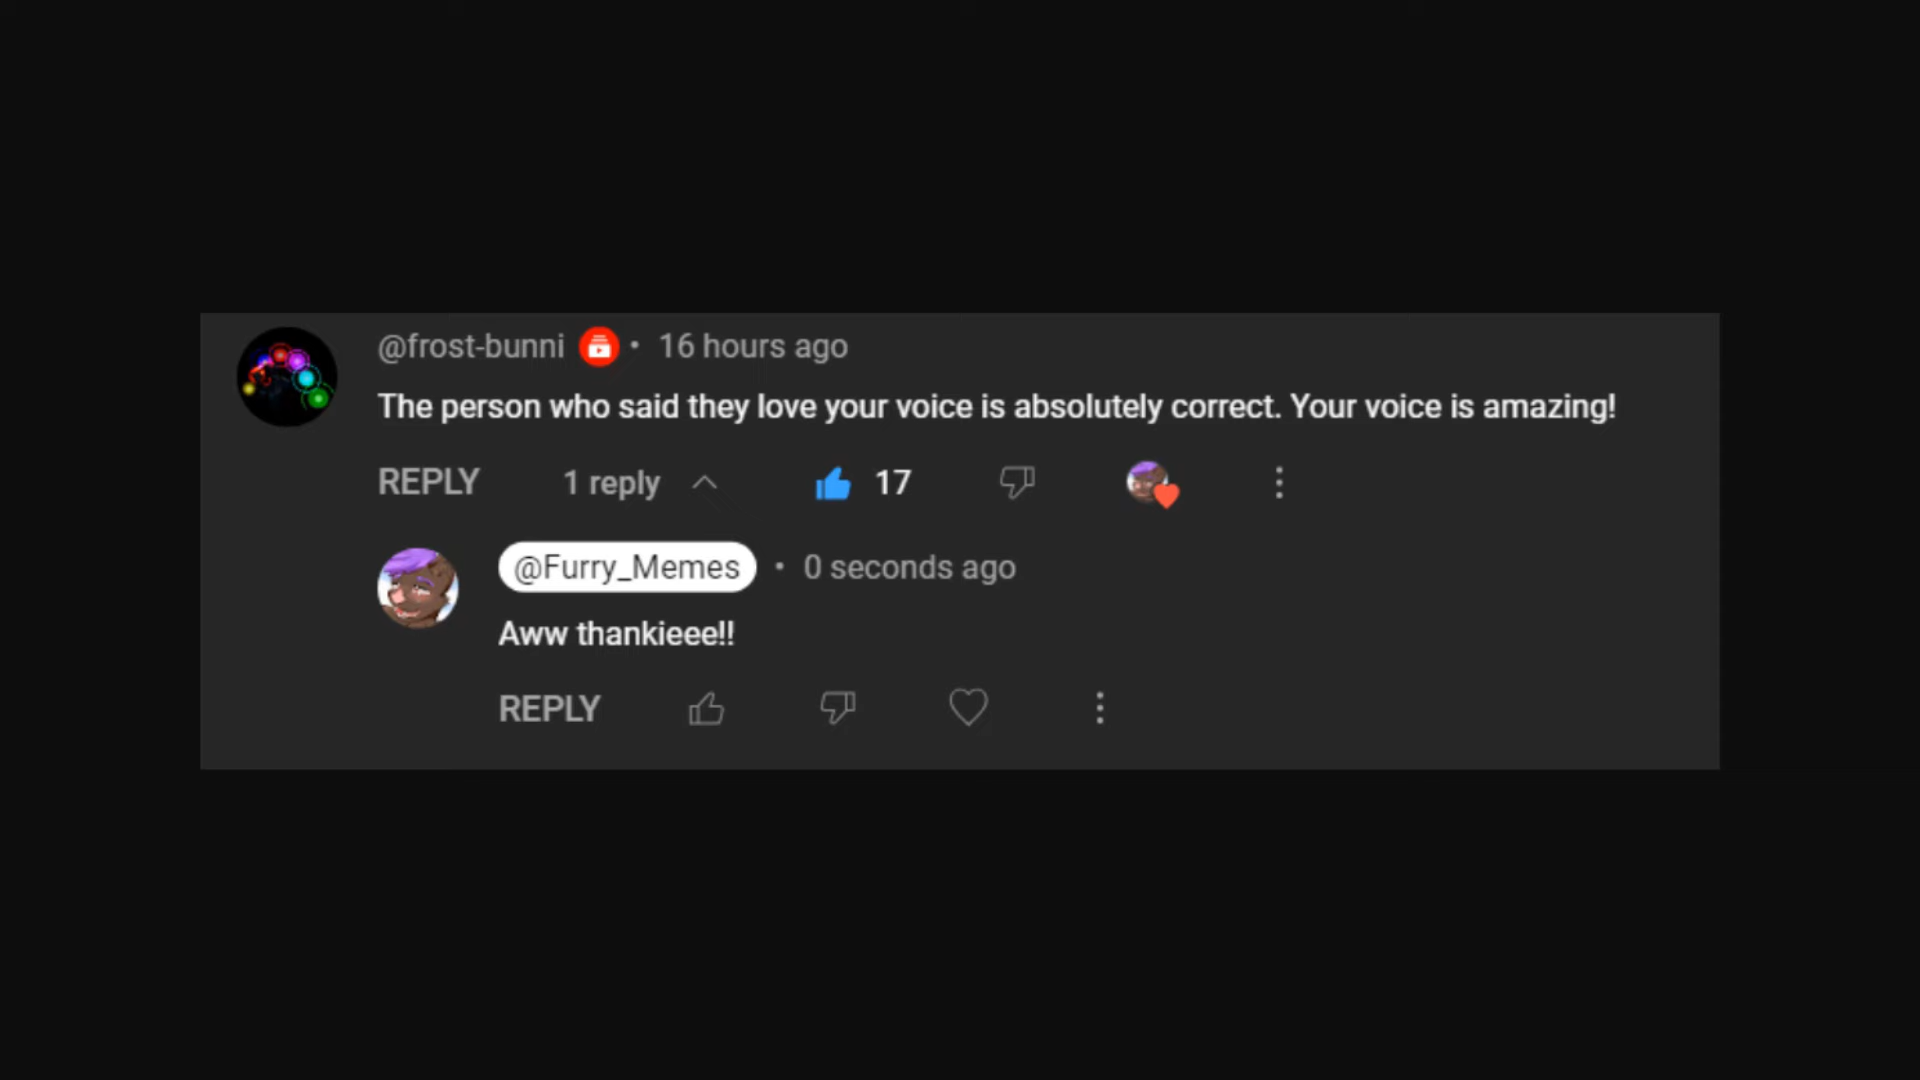 @frost-bunni • 16 hours ago
The person who said they love your voice is absolutely correct. Your voice is amazing!
REPLY 1 reply 17
@Furry_Memes • 0 seconds ago
Aww thankieee!!
REPLY